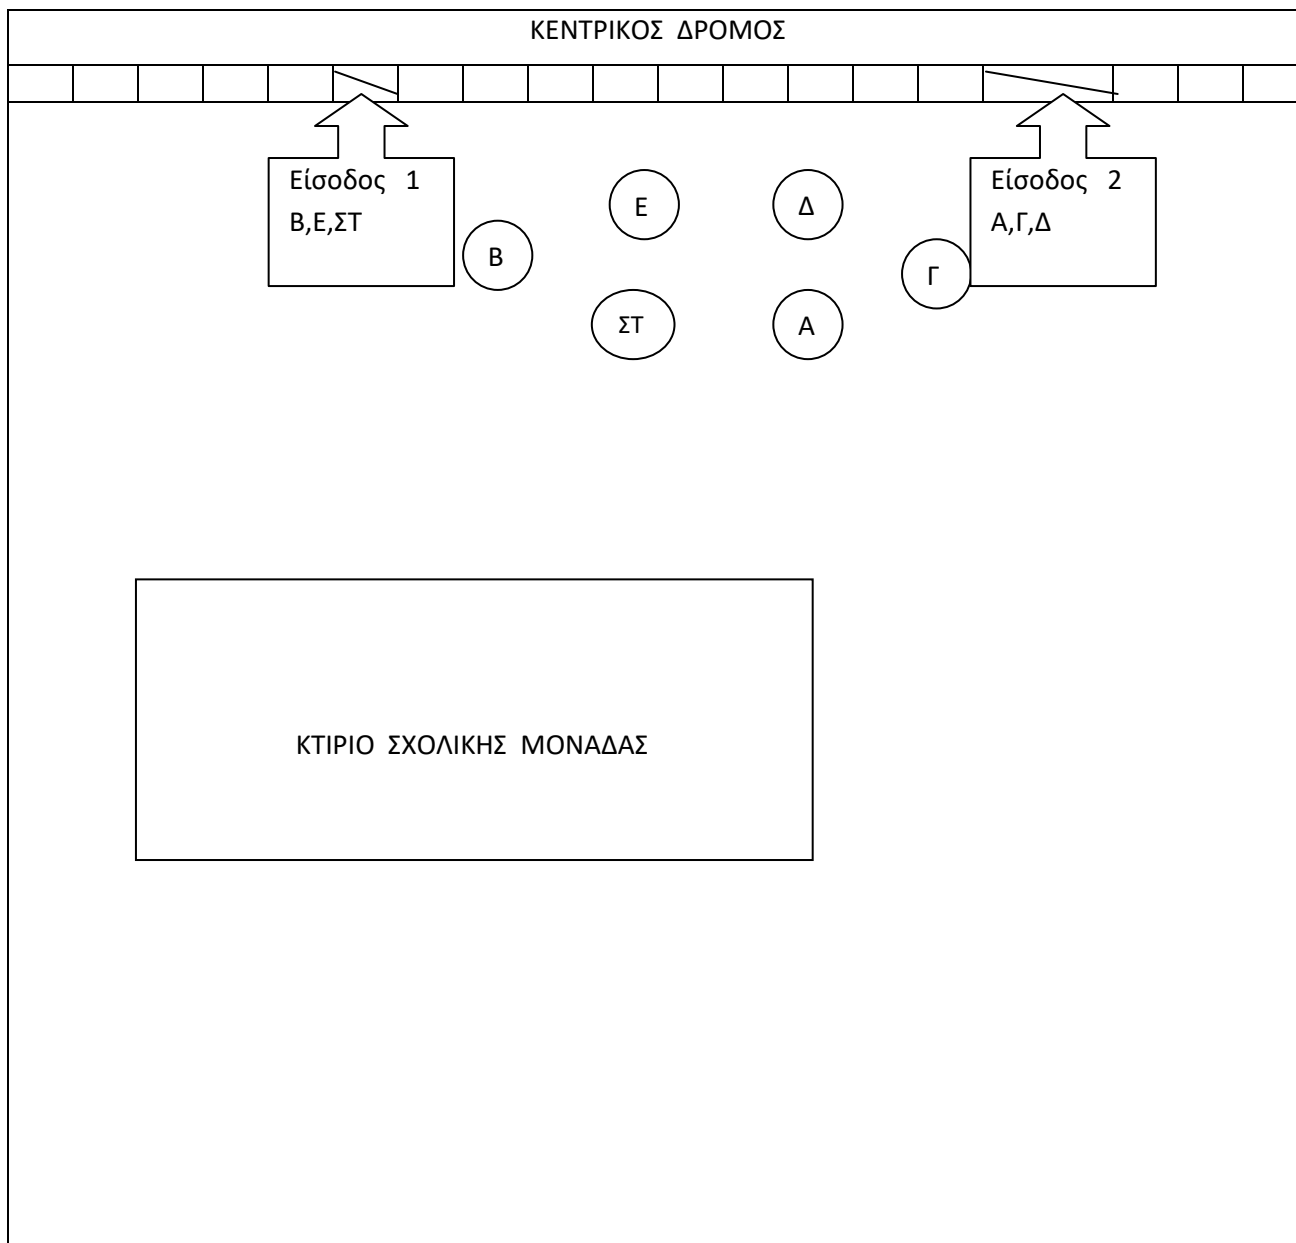 ΚΕΝΤΡΙΚΟΣ ΔΡΟΜΟΣ
Είσοδος 1
Β,Ε,ΣΤ
Είσοδος 2
Α,Γ,Δ
Ε
Δ
Β
Γ
ΣΤ
Α
ΚΤΙΡΙΟ ΣΧΟΛΙΚΗΣ ΜΟΝΑΔΑΣ